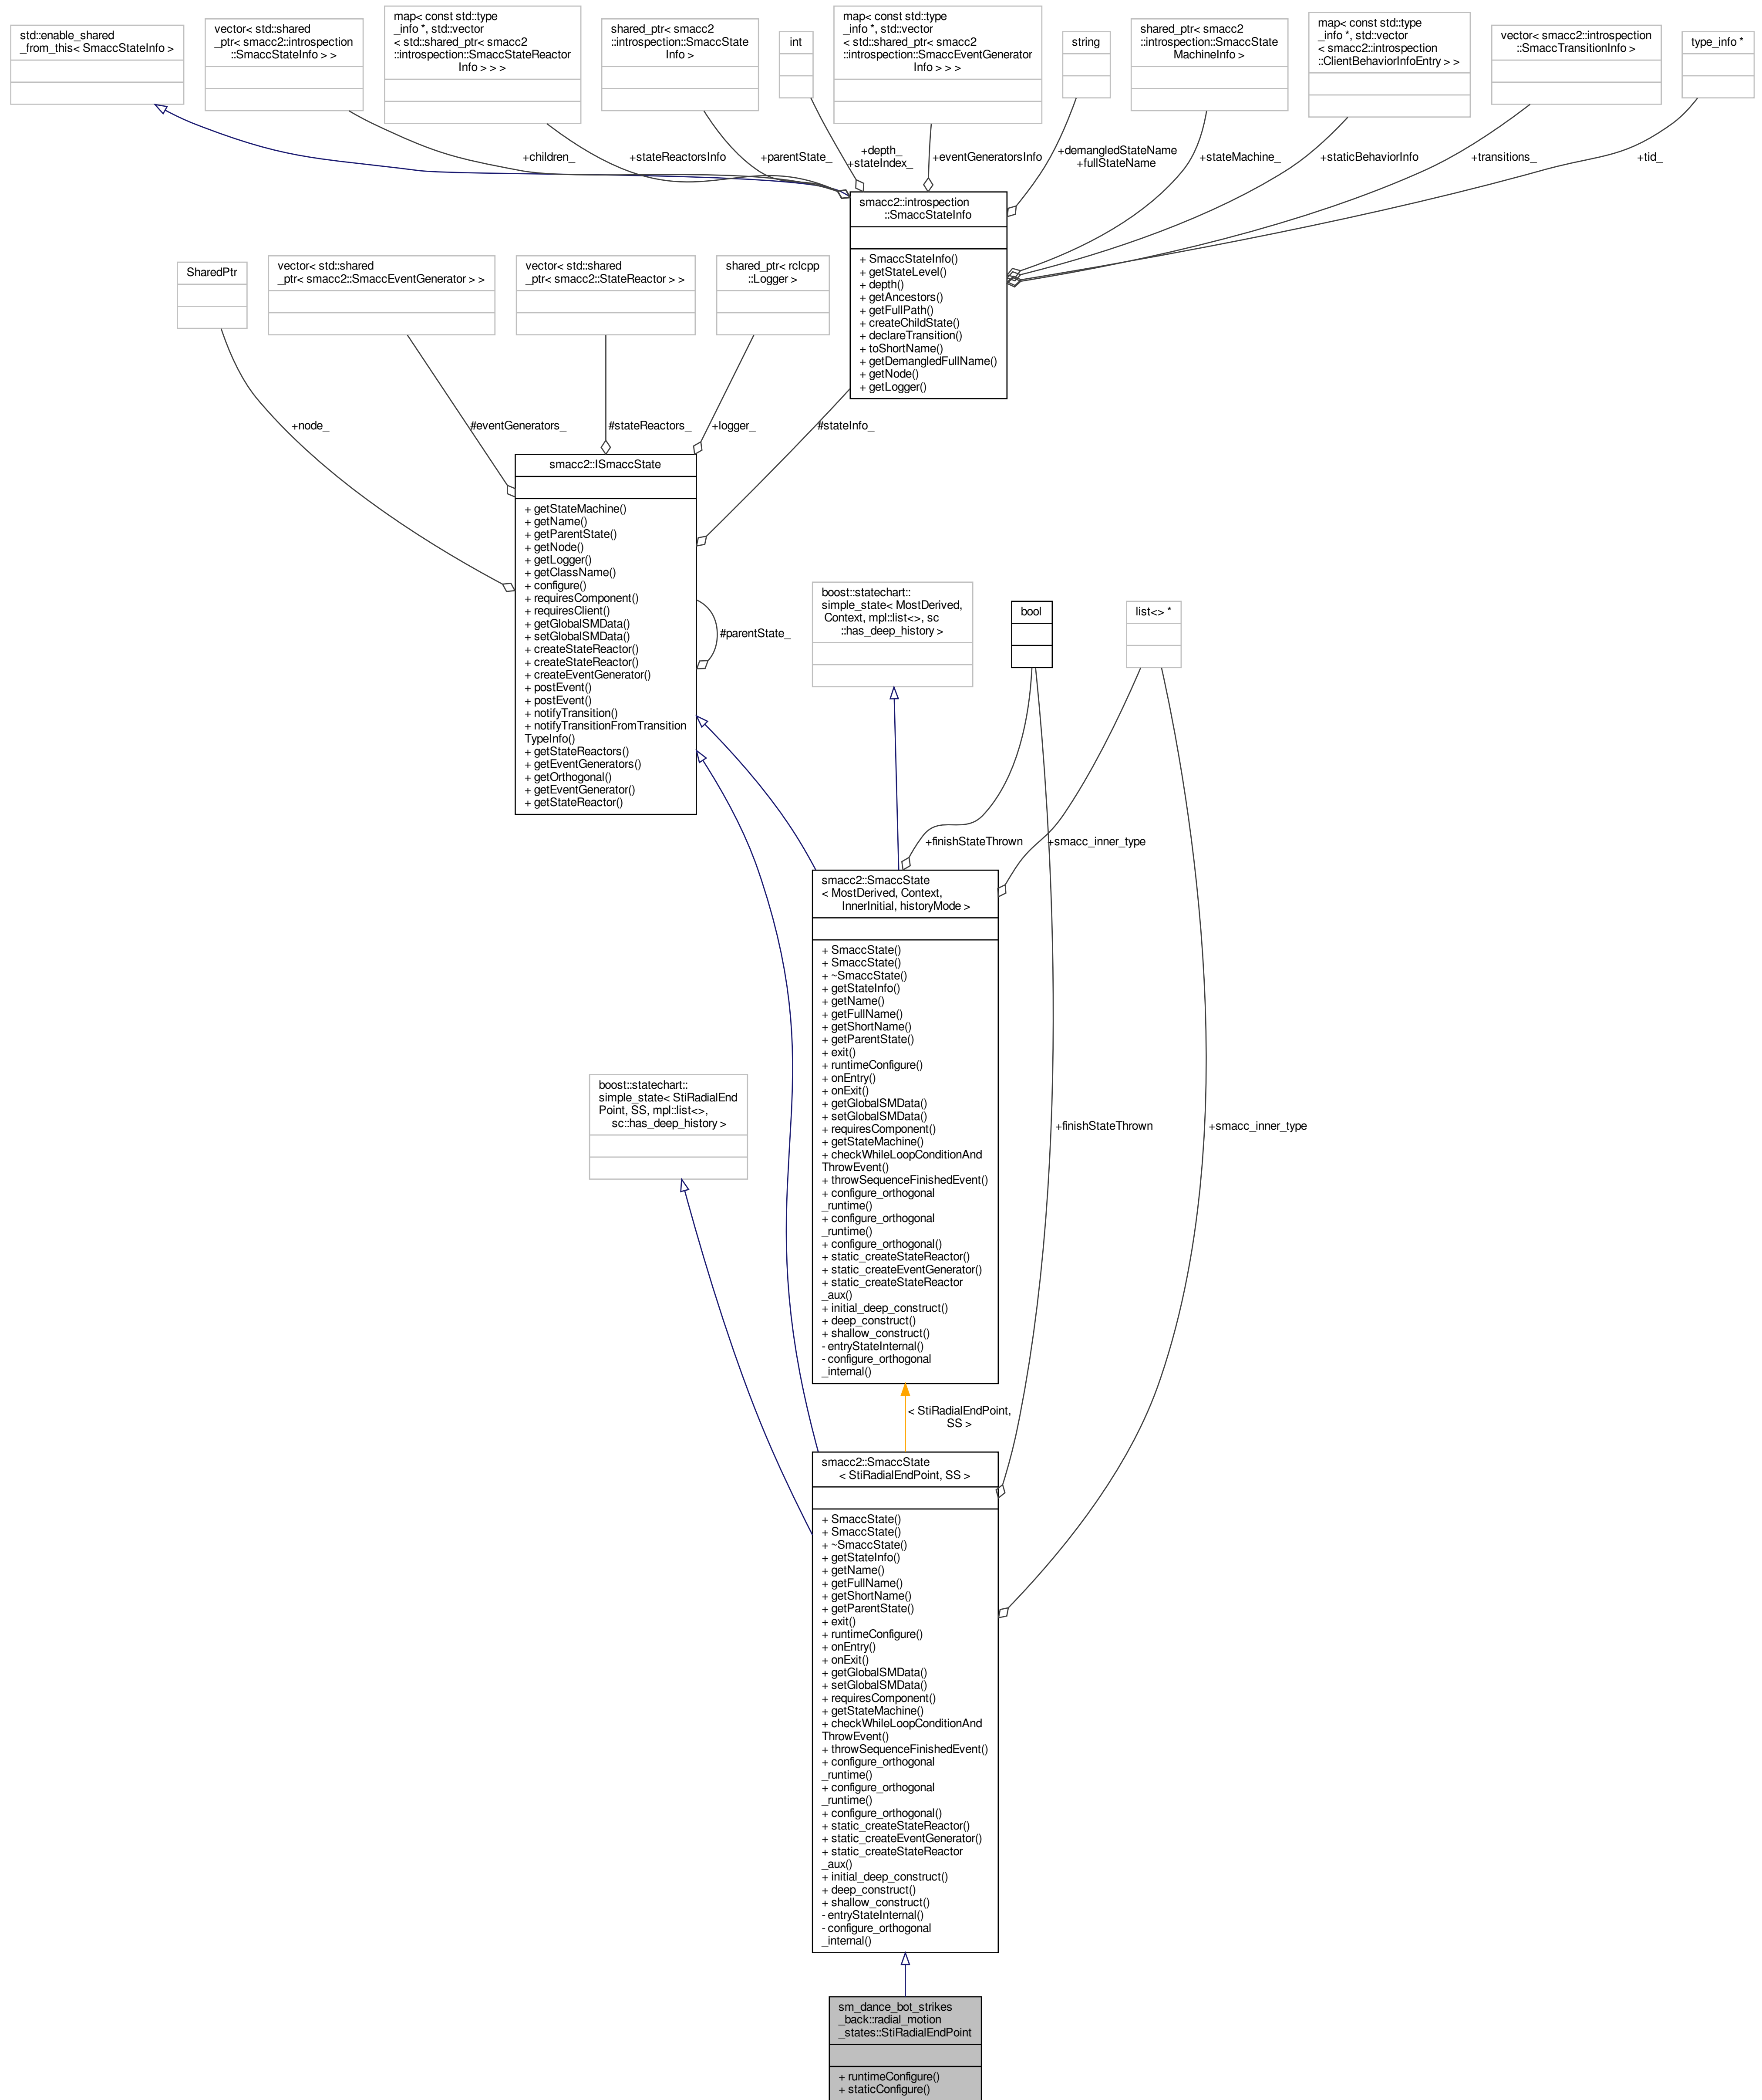 std::enable_shared
_from_this< SmaccStateInfo >
vector< std::shared
_ptr< smacc2::introspection
::SmaccStateInfo > >
map< const std::type
_info *, std::vector
< std::shared_ptr< smacc2
::introspection::SmaccStateReactor
Info > > >
shared_ptr< smacc2
::introspection::SmaccState
Info >
int
map< const std::type
_info *, std::vector
< std::shared_ptr< smacc2
::introspection::SmaccEventGenerator
Info > > >
string
shared_ptr< smacc2
::introspection::SmaccState
MachineInfo >
map< const std::type
_info *, std::vector
< smacc2::introspection
::ClientBehaviorInfoEntry > >
vector< smacc2::introspection
::SmaccTransitionInfo >
type_info *
+children_
+stateReactorsInfo
+parentState_
+depth_
+stateIndex_
+eventGeneratorsInfo
+demangledStateName
+fullStateName
+stateMachine_
+staticBehaviorInfo
+transitions_
+tid_
smacc2::introspection
::SmaccStateInfo
+ SmaccStateInfo()
+ getStateLevel()
+ depth()
+ getAncestors()
+ getFullPath()
+ createChildState()
+ declareTransition()
+ toShortName()
+ getDemangledFullName()
+ getNode()
+ getLogger()
SharedPtr
vector< std::shared
_ptr< smacc2::SmaccEventGenerator > >
vector< std::shared
_ptr< smacc2::StateReactor > >
shared_ptr< rclcpp
::Logger >
+node_
#eventGenerators_
#stateReactors_
+logger_
#stateInfo_
smacc2::ISmaccState
+ getStateMachine()
+ getName()
+ getParentState()
+ getNode()
+ getLogger()
+ getClassName()
+ configure()
+ requiresComponent()
+ requiresClient()
+ getGlobalSMData()
+ setGlobalSMData()
+ createStateReactor()
+ createStateReactor()
+ createEventGenerator()
+ postEvent()
+ postEvent()
+ notifyTransition()
+ notifyTransitionFromTransition
TypeInfo()
+ getStateReactors()
+ getEventGenerators()
+ getOrthogonal()
+ getEventGenerator()
+ getStateReactor()
#parentState_
boost::statechart::
simple_state< MostDerived,
Context, mpl::list<>, sc
::has_deep_history >
bool
list<> *
+finishStateThrown
+smacc_inner_type
smacc2::SmaccState
< MostDerived, Context,
InnerInitial, historyMode >
+ SmaccState()
+ SmaccState()
+ ~SmaccState()
+ getStateInfo()
+ getName()
+ getFullName()
+ getShortName()
+ getParentState()
+ exit()
+ runtimeConfigure()
+ onEntry()
+ onExit()
+ getGlobalSMData()
+ setGlobalSMData()
+ requiresComponent()
+ getStateMachine()
+ checkWhileLoopConditionAnd
ThrowEvent()
+ throwSequenceFinishedEvent()
+ configure_orthogonal
_runtime()
+ configure_orthogonal
_runtime()
+ configure_orthogonal()
+ static_createStateReactor()
+ static_createEventGenerator()
+ static_createStateReactor
_aux()
+ initial_deep_construct()
+ deep_construct()
+ shallow_construct()
- entryStateInternal()
- configure_orthogonal
_internal()
boost::statechart::
simple_state< StiRadialEnd
Point, SS, mpl::list<>,
sc::has_deep_history >
+finishStateThrown
+smacc_inner_type
< StiRadialEndPoint,
SS >
smacc2::SmaccState
< StiRadialEndPoint, SS >
+ SmaccState()
+ SmaccState()
+ ~SmaccState()
+ getStateInfo()
+ getName()
+ getFullName()
+ getShortName()
+ getParentState()
+ exit()
+ runtimeConfigure()
+ onEntry()
+ onExit()
+ getGlobalSMData()
+ setGlobalSMData()
+ requiresComponent()
+ getStateMachine()
+ checkWhileLoopConditionAnd
ThrowEvent()
+ throwSequenceFinishedEvent()
+ configure_orthogonal
_runtime()
+ configure_orthogonal
_runtime()
+ configure_orthogonal()
+ static_createStateReactor()
+ static_createEventGenerator()
+ static_createStateReactor
_aux()
+ initial_deep_construct()
+ deep_construct()
+ shallow_construct()
- entryStateInternal()
- configure_orthogonal
_internal()
sm_dance_bot_strikes
_back::radial_motion
_states::StiRadialEndPoint
+ runtimeConfigure()
+ staticConfigure()